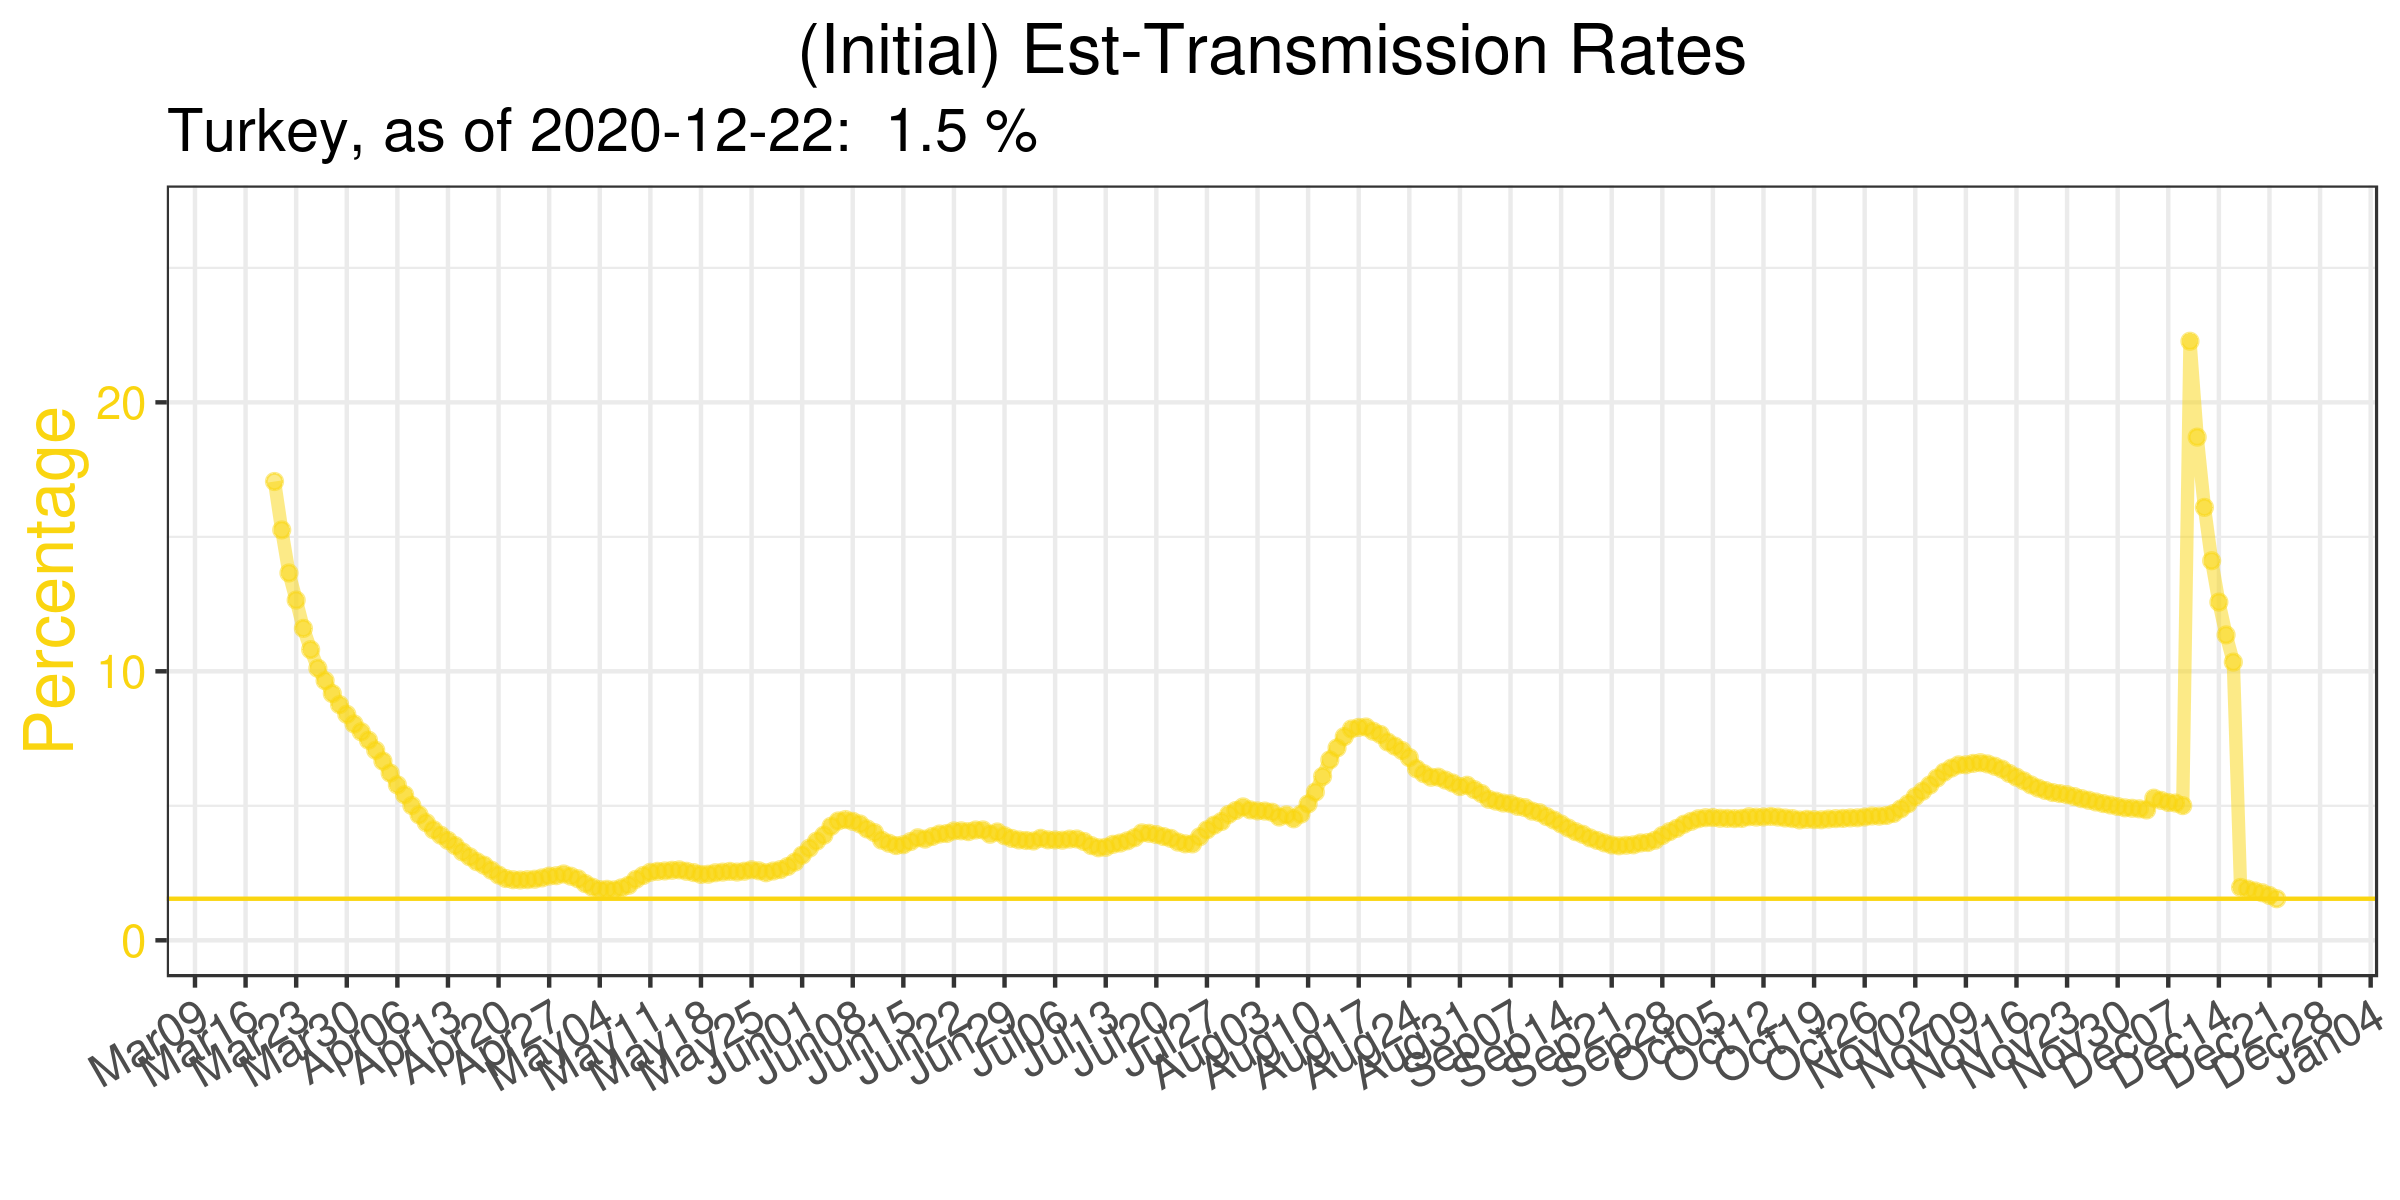 (Initial) Est-Transmission Rates
Turkey, as of 2020-12-22:  1.5 %
Percentage
20
10
0
Mar09
Mar16
Mar23
Mar30
Apr06
Apr13
Apr20
Apr27
May04
May11
May18
May25
Jun01
Jun08
Jun15
Jun22
Jun29
Jul06
Jul13
Jul20
Jul27
Aug03
Aug10
Aug17
Aug24
Aug31
Sep07
Sep14
Sep21
Sep28
Oct05
Oct12
Oct19
Oct26
Nov02
Nov09
Nov16
Nov23
Nov30
Dec07
Dec14
Dec21
Dec28
Jan04